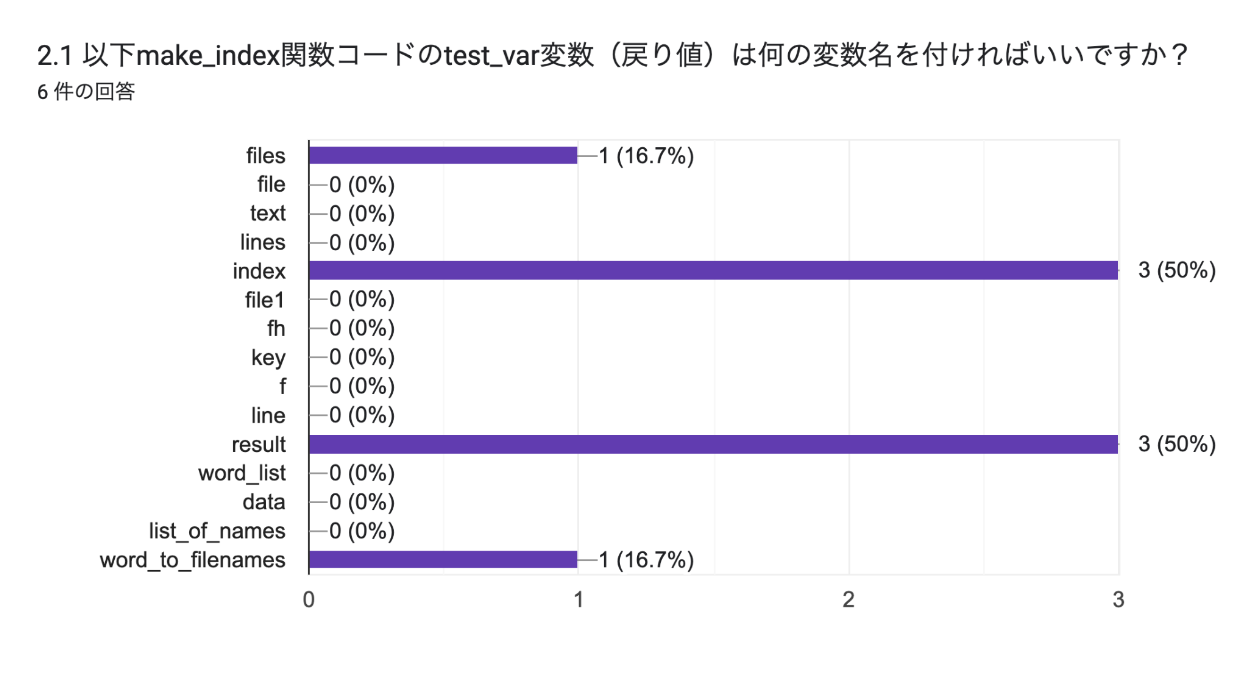 2.1 以下make_index関数コードのtest_var変数（戻り値）は何の変数名を付ければいいですか？
6 件の回答
files 1 (16.7%)
file 0 (0%)
text 0 (0%)
lines 0 (0%)
index 3 (50%)
file1 0 (0%)
fh 0 (0%)
key 0 (0%)
f 0 (0%)
line 0 (0%)
result 3 (50%)
word_list 0 (0%)
data 0 (0%)
list_of_names 0 (0%)
word_to_filenames 1 (16.7%)
0 1 2 3